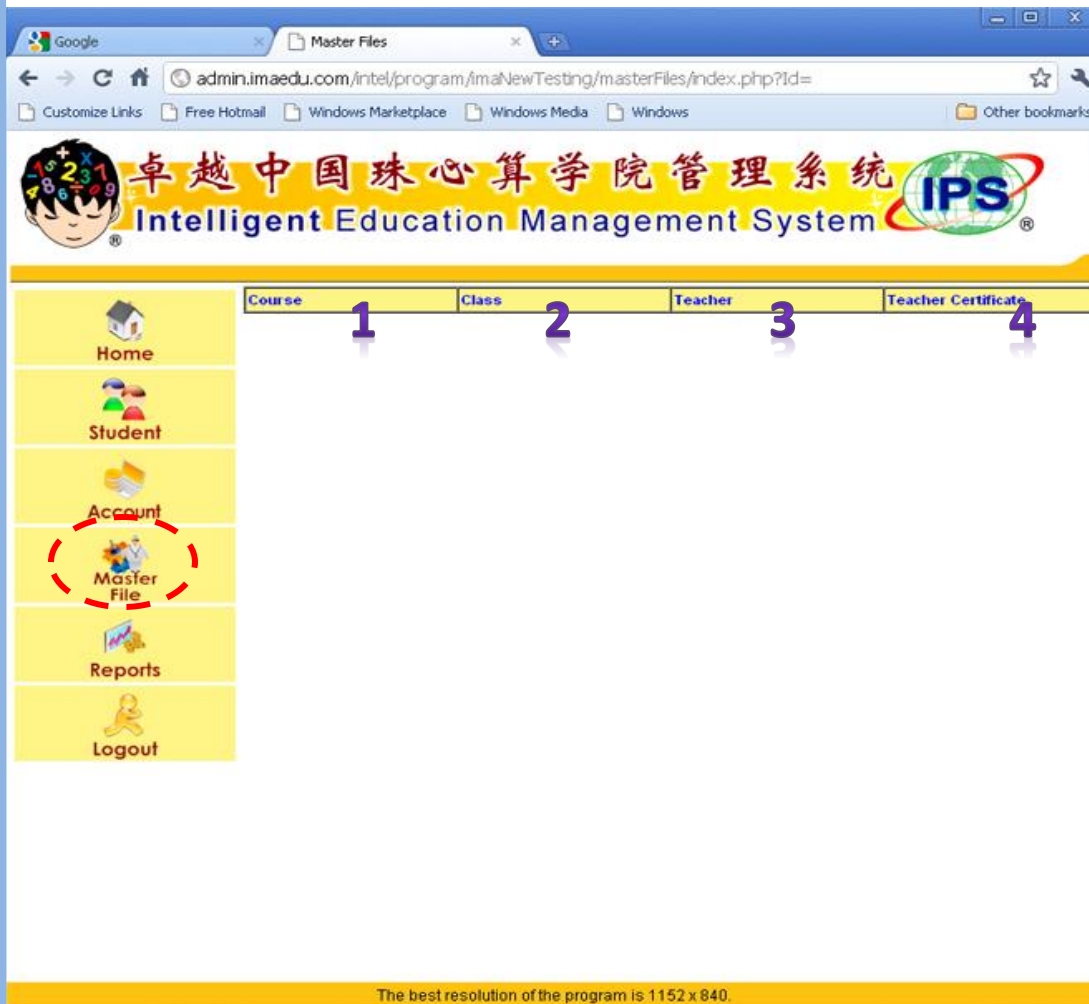 Google
Master Files
admin.imaedu.com/intel/program/imaNewTesting/masterFiles/index.php?Id=
Customize Links Free Hotmail Windows Marketplace Windows Media Windows Other bookmarks
卓越中国珠心算学院管理系统
Intelligent Education Management System
IPS
®
®
Course Class Teacher Teacher Certificate
1 2 3 4
Home
Student
Account
Master
File
Reports
Logout
The best resolution of the program is 1152 x 840.